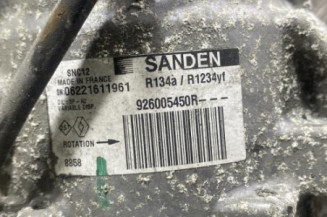 SANDEN
SNC12
MADE IN FRANCE
R134a / R1234yf
SN 06221611961
926005450R---
ROTATION
8858